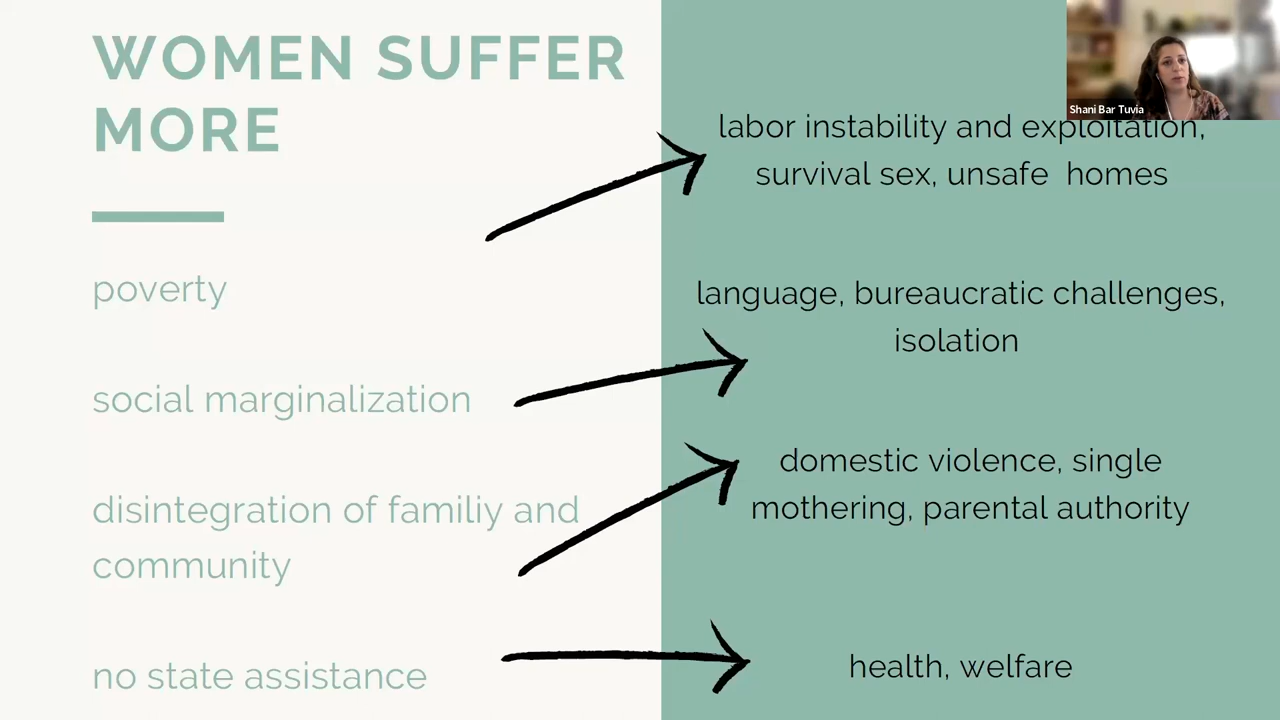 WOMEN SUFFER
MORE
poverty
social marginalization
disintegration of familiy and
community
no state assistance
Shani Bar Tuvia
labor instability and exploitation,
survival sex, unsafe homes
language, bureaucratic challenges,
isolation
domestic violence, single
mothering, parental authority
health, welfare